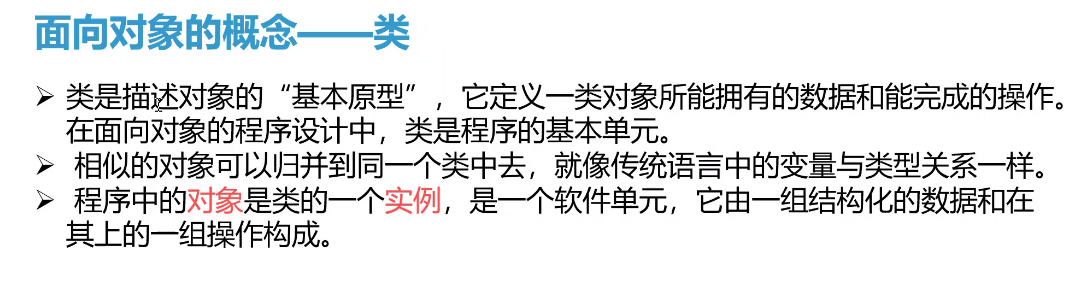 面向对象的概念——类
➢ 类是描述对象的“基本原型”，它定义一类对象所能拥有的数据和能完成的操作。
在面向对象的程序设计中，类是程序的基本单元。
➢ 相似的对象可以归并到同一个类中去，就像传统语言中的变量与类型关系一样。
➢ 程序中的对象是类的一个实例，是一个软件单元，它由一组结构化的数据和在
其上的一组操作构成。